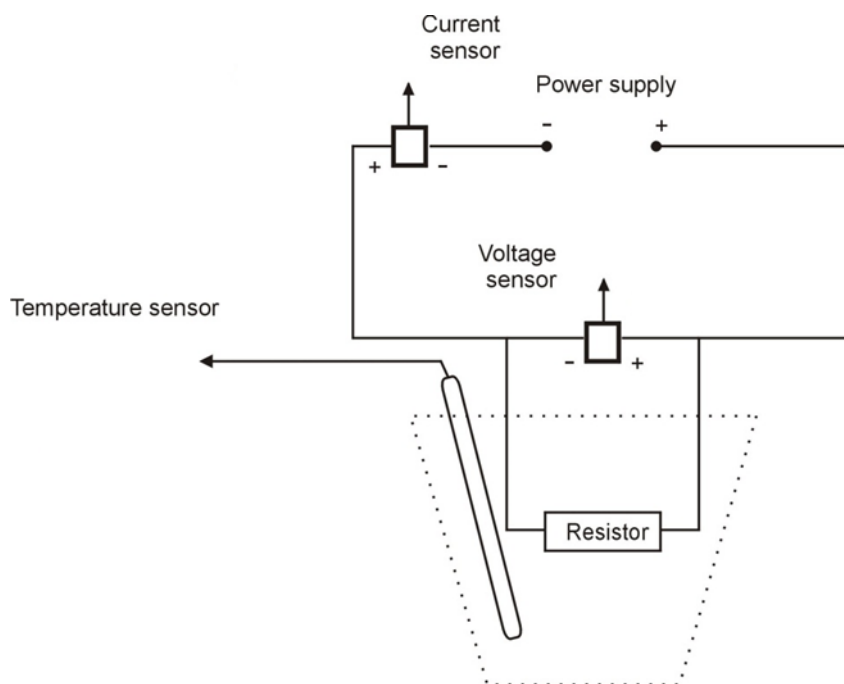 Current
sensor
Power supply
- +
+ -
Voltage
sensor
Temperature sensor
- +
Resistor